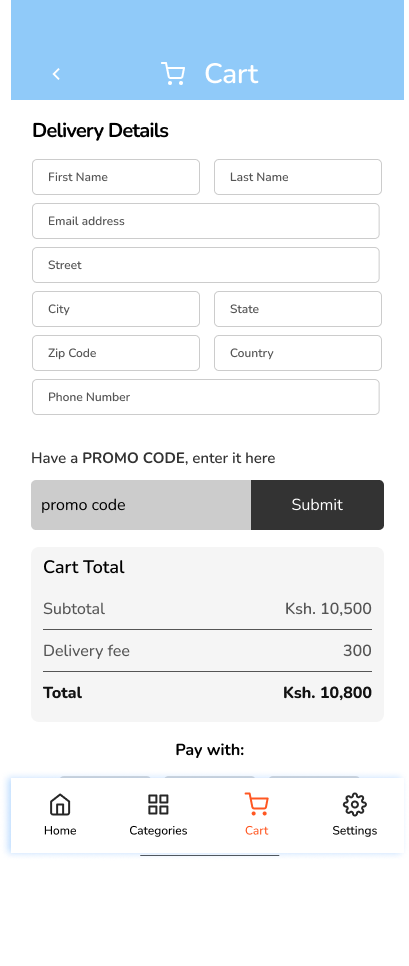 Cart
Delivery Details
First Name Last Name
Email address
Street
City State
Zip Code Country
Phone Number
Have a PROMO CODE, enter it here
promo code Submit
Cart Total
Subtotal Ksh. 10,500
Delivery fee 300
Total Ksh. 10,800
Pay with:
Home Categories Cart Settings